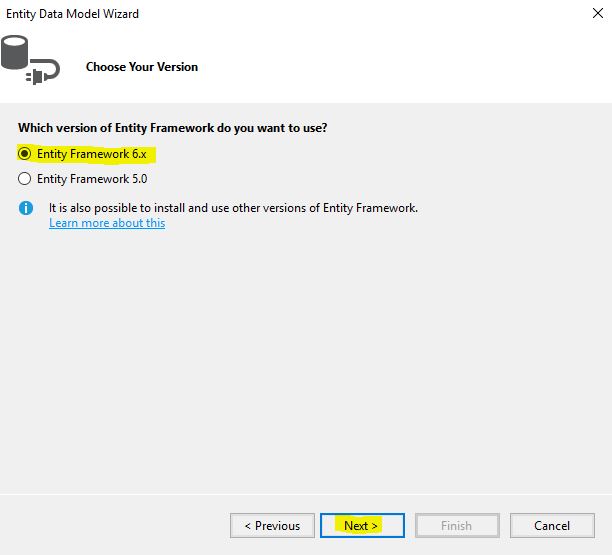 Entity Data Model Wizard
Choose Your Version
Which version of Entity Framework do you want to use?
Entity Framework 6.x
Entity Framework 5.0
It is also possible to install and use other versions of Entity Framework.
Learn more about this
< Previous Next > Finish Cancel